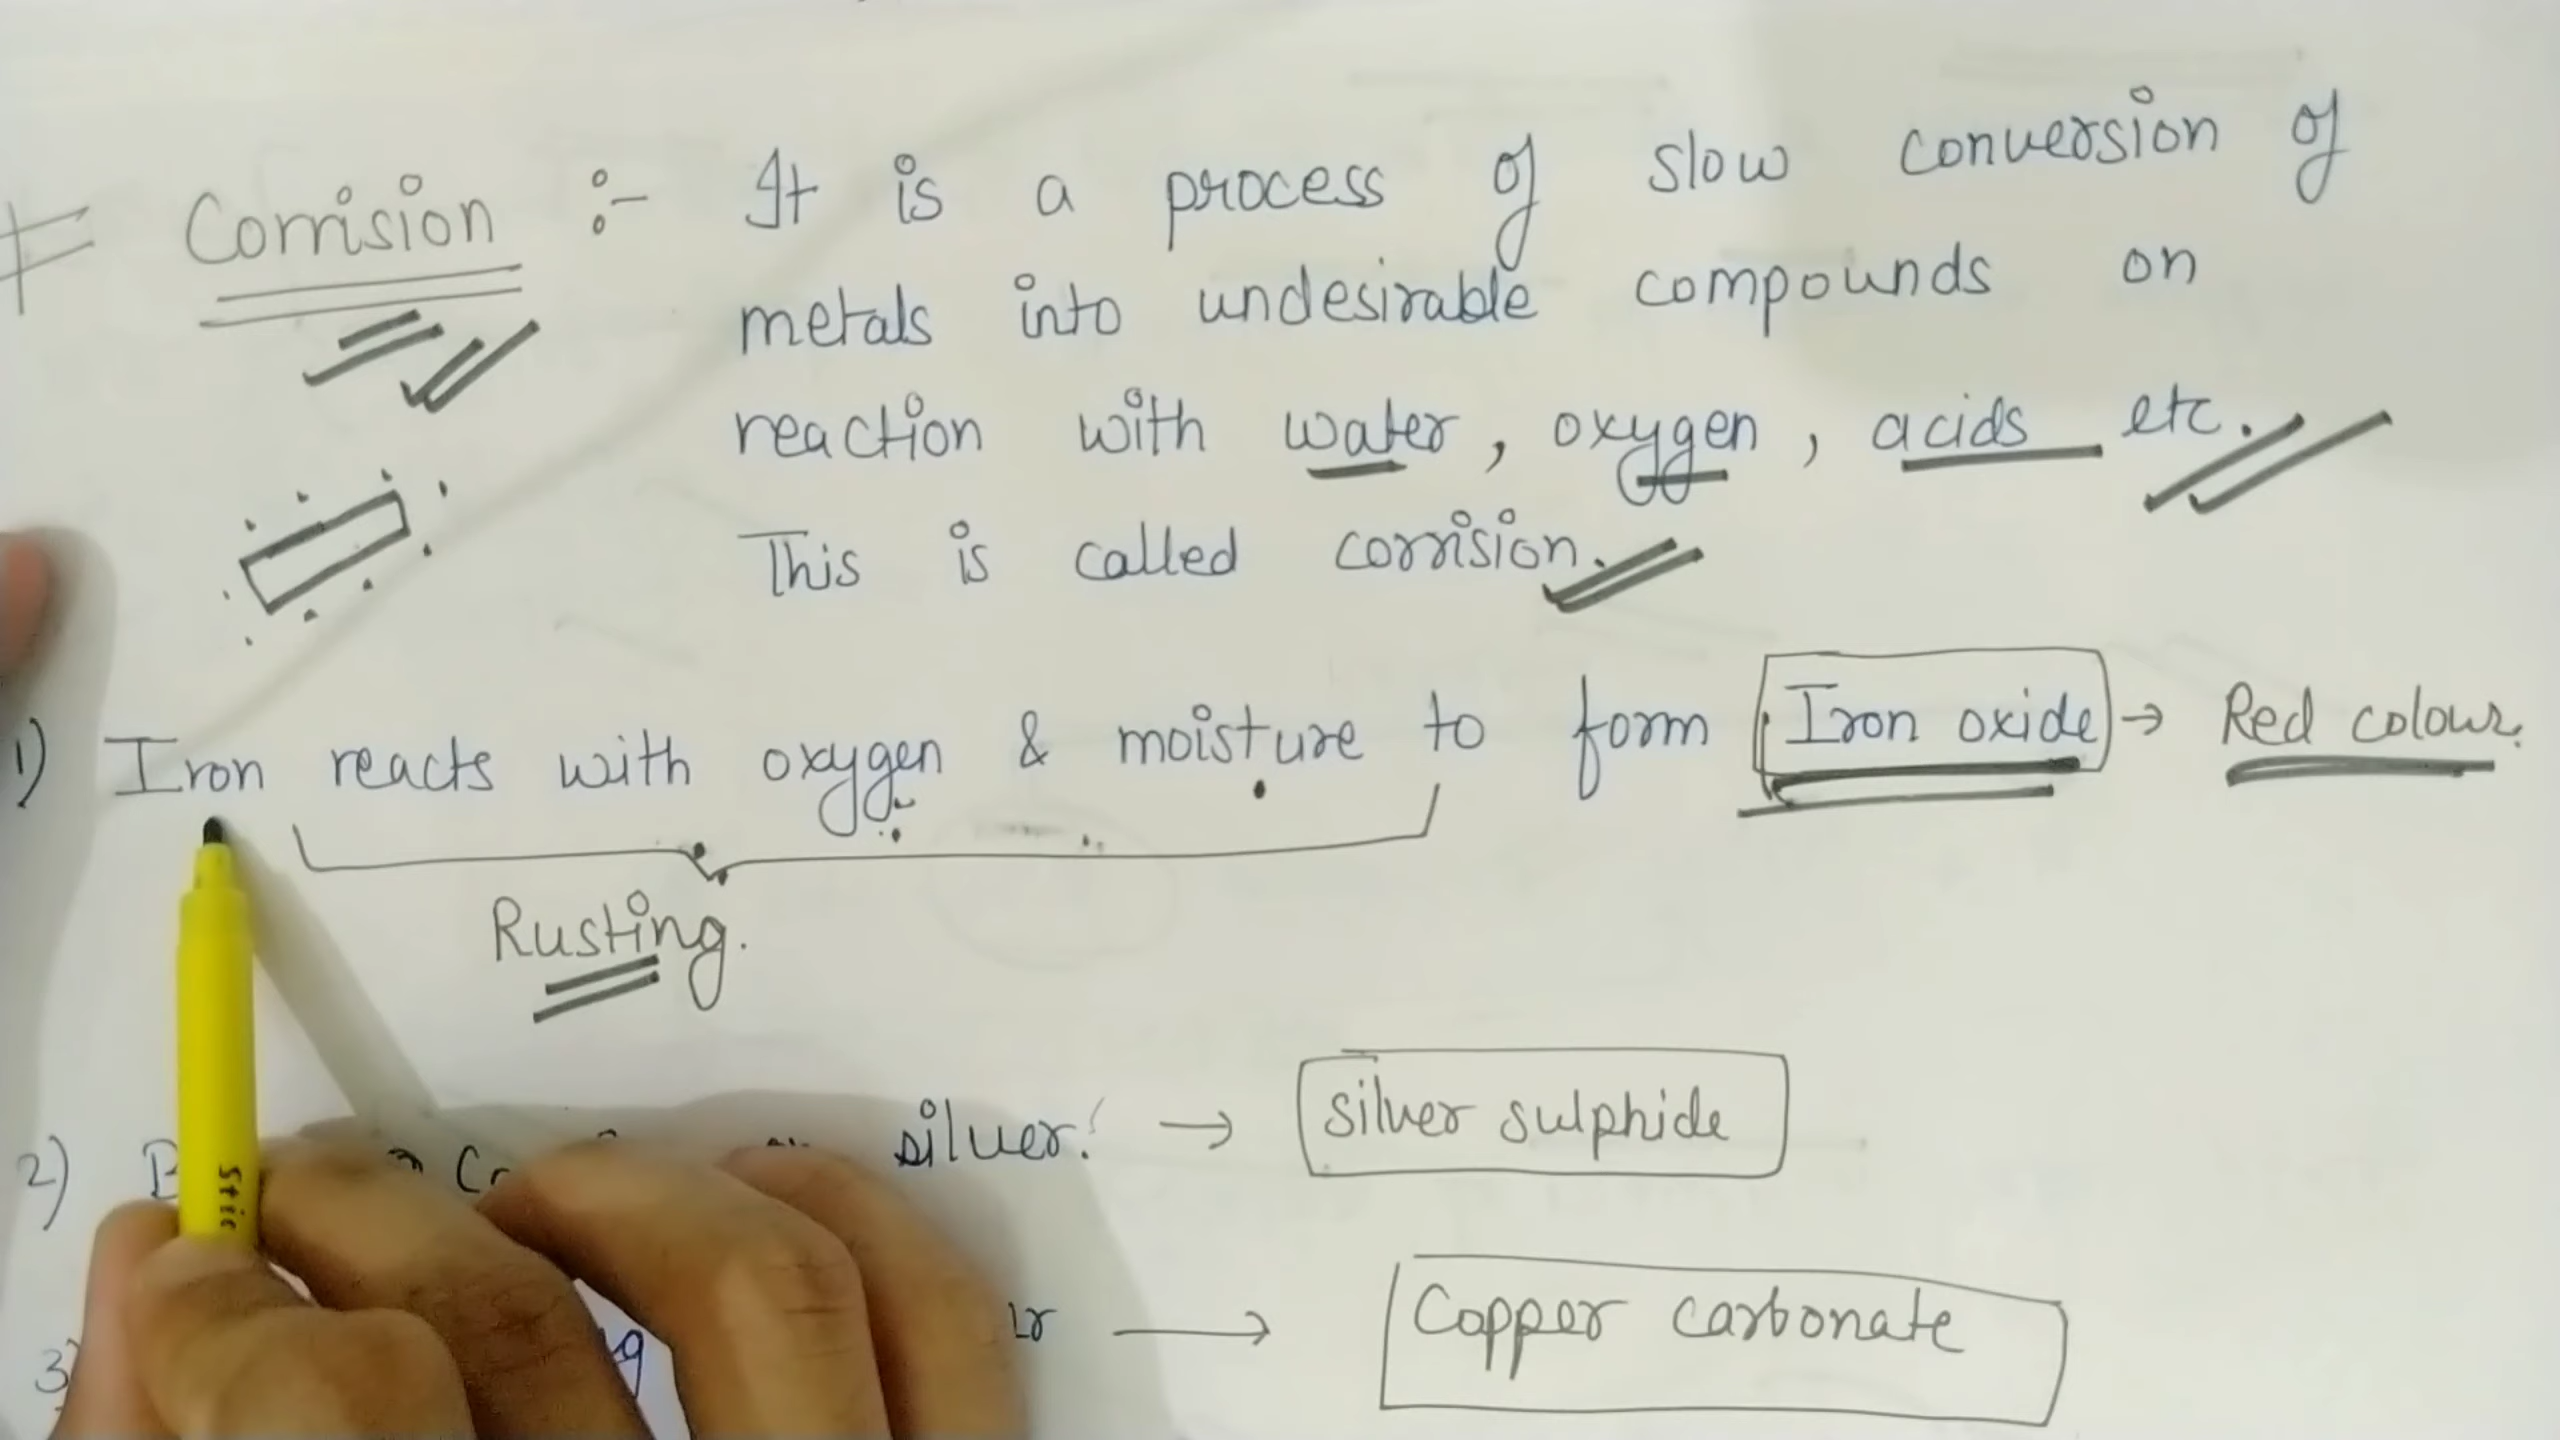 # Corrision :- It is a process of slow conversion of
metals into undesirable compounds on
reaction with water, oxygen, acids etc.
This is called corrision.
1) Iron reacts with oxygen & moisture to form Iron oxide → Red colour.
Rusting.
2) silver. → Silver sulphide
3) → Copper carbonate
Stic